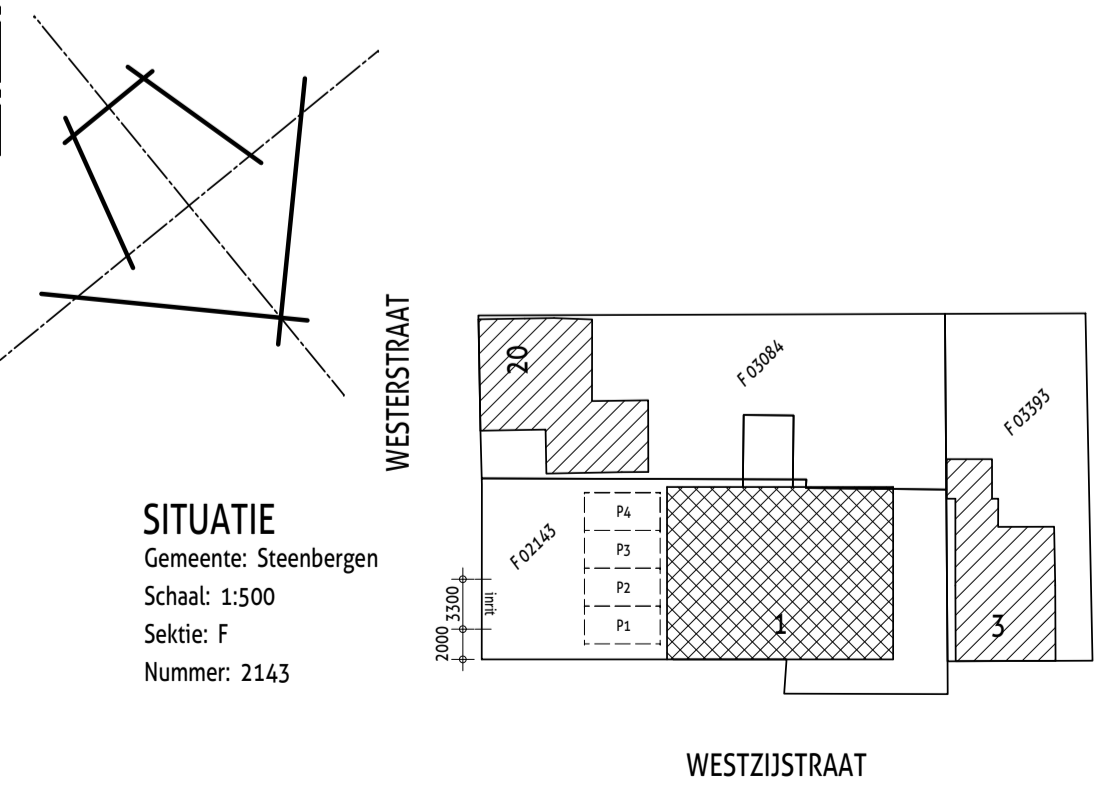 WESTERSTRAAT
20
F 03084
F 03393
SITUATIE
Gemeente: Steenbergen
Schaal: 1:500
Sektie: F
Nummer: 2143
F 02143
P4
P3
P2
P1
3300
inrit
2000
1
3
WESTZIJSTRAAT